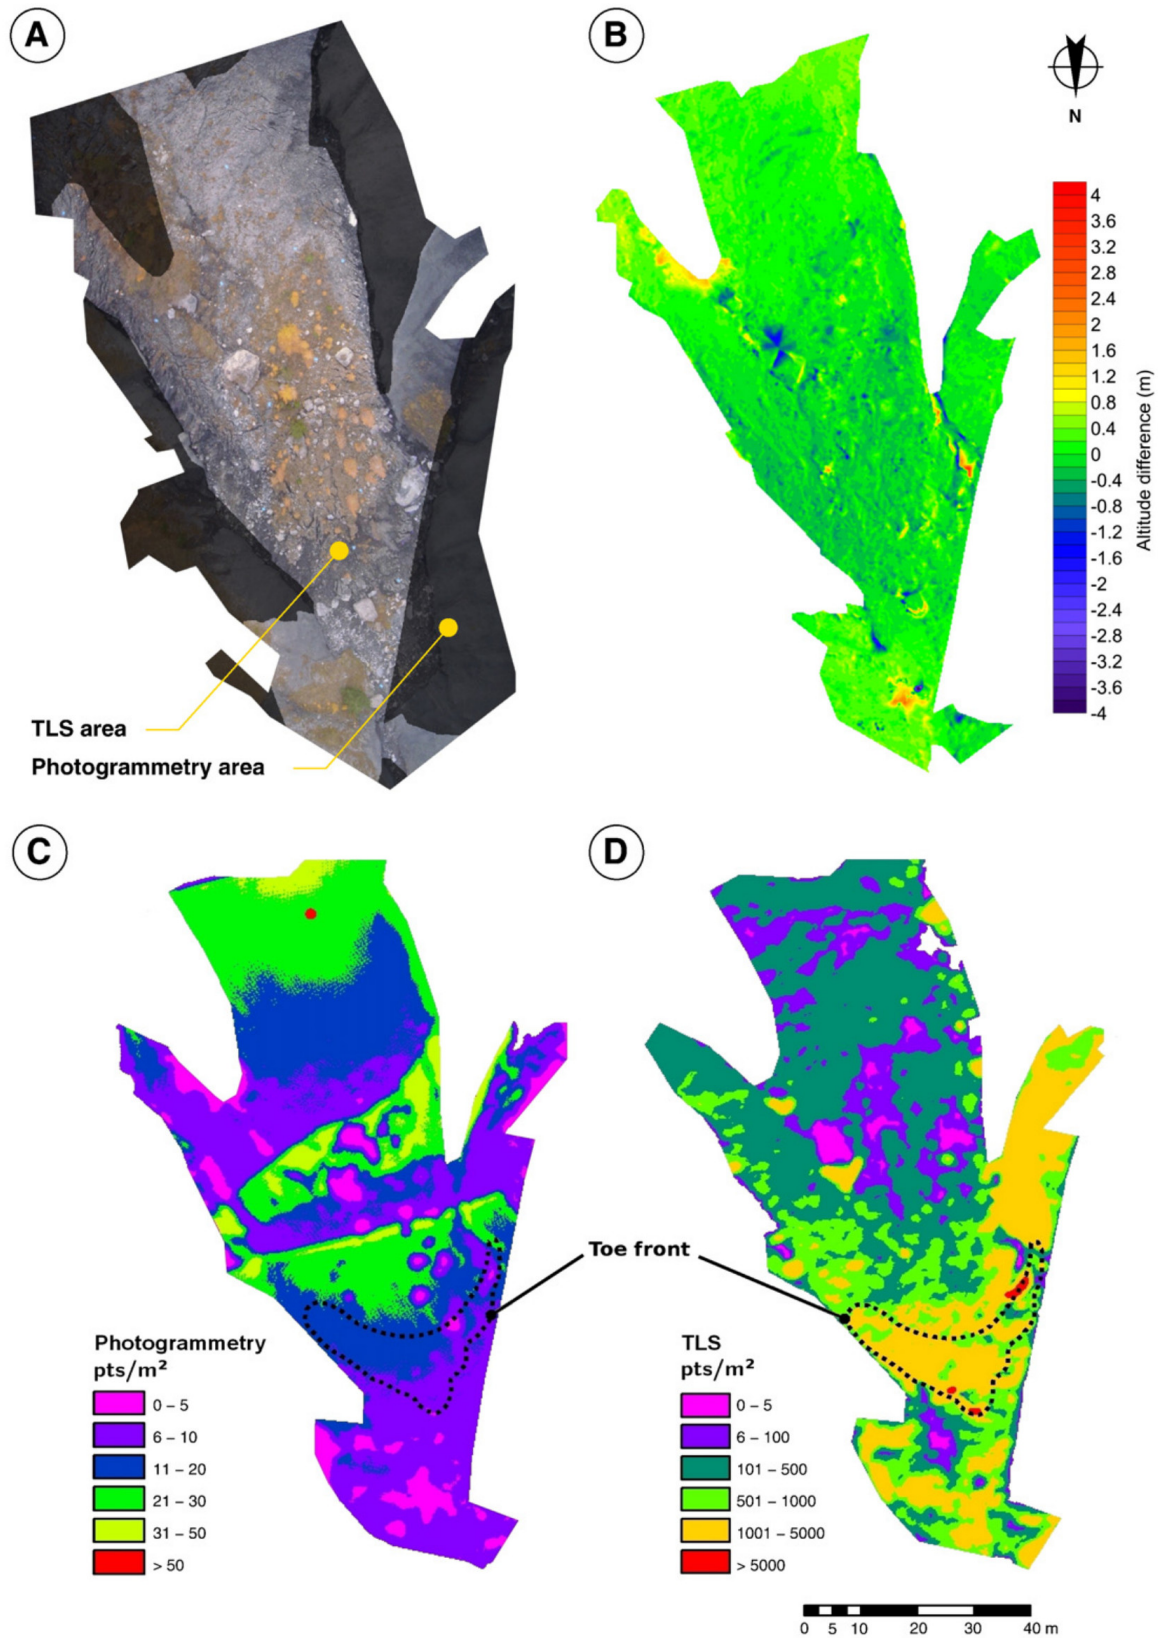 A
B
N
4
3.6
3.2
2.8
2.4
2
1.6
1.2
0.8
0.4
0
-0.4
-0.8
-1.2
-1.6
-2
-2.4
-2.8
-3.2
-3.6
-4
Altitude difference (m)
TLS area
Photogrammetry area
C
D
Toe front
Photogrammetry
pts/m²
0 – 5
6 – 10
11 – 20
21 – 30
31 – 50
> 50
TLS
pts/m²
0 – 5
6 – 100
101 – 500
501 – 1000
1001 – 5000
> 5000
0 5 10 20 30 40 m